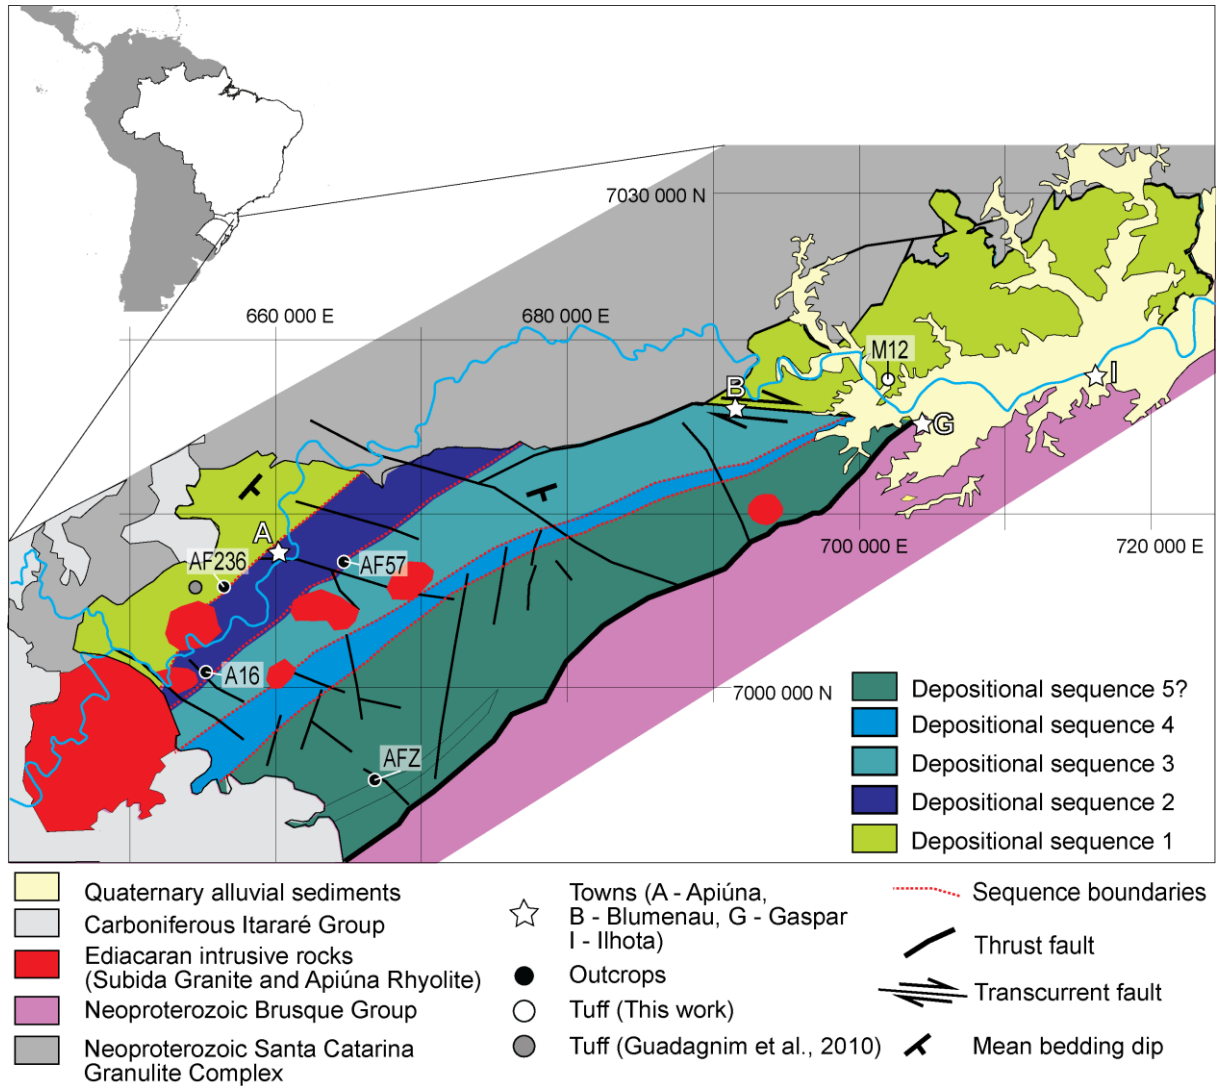 7030 000 N
660 000 E
680 000 E
M12
B
I
G
A
AF236
AF57
700 000 E
720 000 E
A16
7000 000 N
AFZ
Depositional sequence 5?
Depositional sequence 4
Depositional sequence 3
Depositional sequence 2
Depositional sequence 1
Quaternary alluvial sediments
Carboniferous Itararé Group
Ediacaran intrusive rocks
(Subida Granite and Apiúna Rhyolite)
Neoproterozoic Brusque Group
Neoproterozoic Santa Catarina
Granulite Complex
Towns (A - Apiúna,
B - Blumenau, G - Gaspar
I - Ilhota)
Outcrops
Tuff (This work)
Tuff (Guadagnim et al., 2010)
Sequence boundaries
Thrust fault
Transcurrent fault
Mean bedding dip